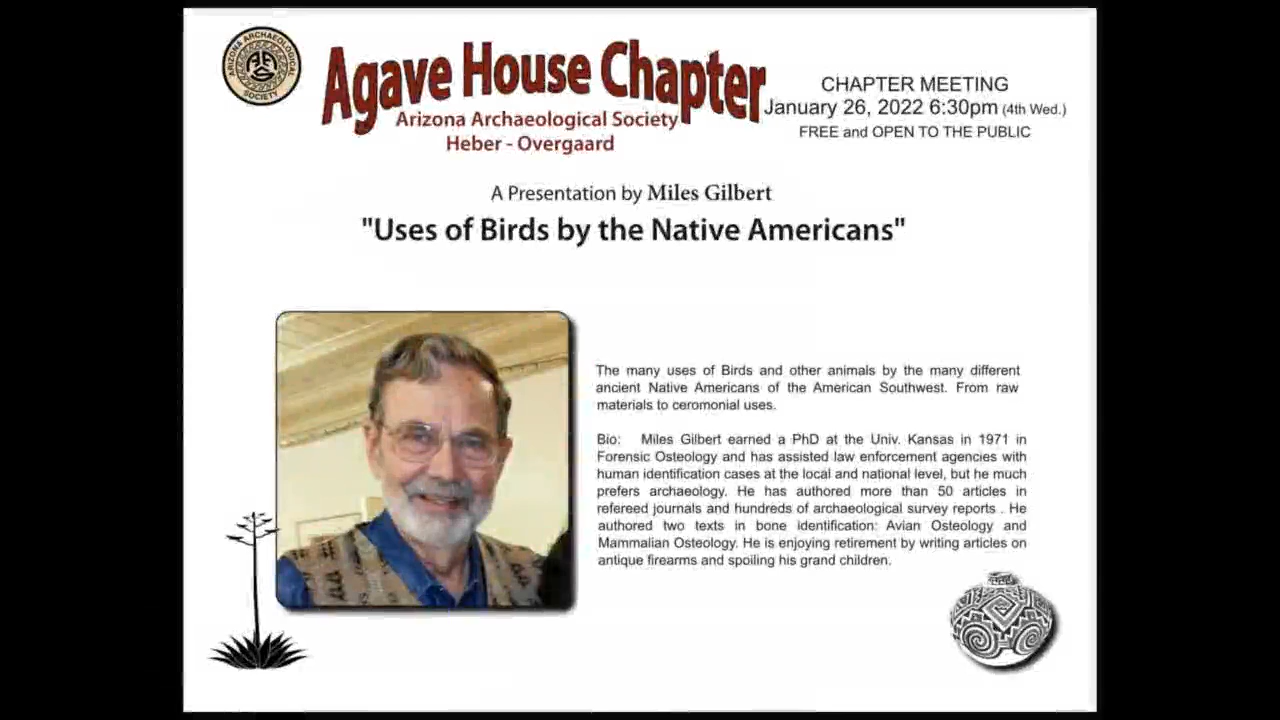 ARIZONA ARCHAEOLOGICAL
SOCIETY
Agave House Chapter
Arizona Archaeological Society
Heber - Overgaard
CHAPTER MEETING
January 26, 2022 6:30pm (4th Wed.)
FREE and OPEN TO THE PUBLIC
A Presentation by Miles Gilbert
"Uses of Birds by the Native Americans"
The many uses of Birds and other animals by the many different
ancient Native Americans of the American Southwest. From raw
materials to ceromonial uses.
Bio: Miles Gilbert earned a PhD at the Univ. Kansas in 1971 in
Forensic Osteology and has assisted law enforcement agencies with
human identification cases at the local and national level, but he much
prefers archaeology. He has authored more than 50 articles in
refereed journals and hundreds of archaeological survey reports . He
authored two texts in bone identification: Avian Osteology and
Mammalian Osteology. He is enjoying retirement by writing articles on
antique firearms and spoiling his grand children.